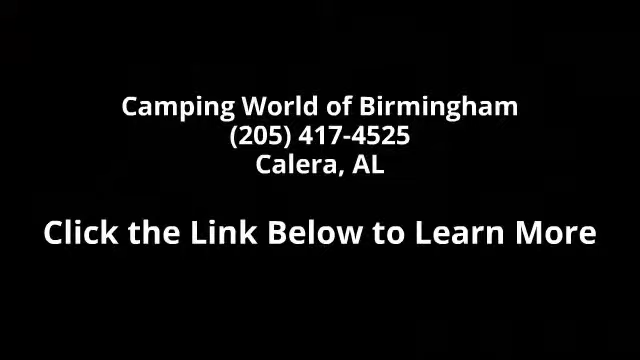 Camping World of Birmingham
(205) 417-4525
Calera, AL
Click the Link Below to Learn More